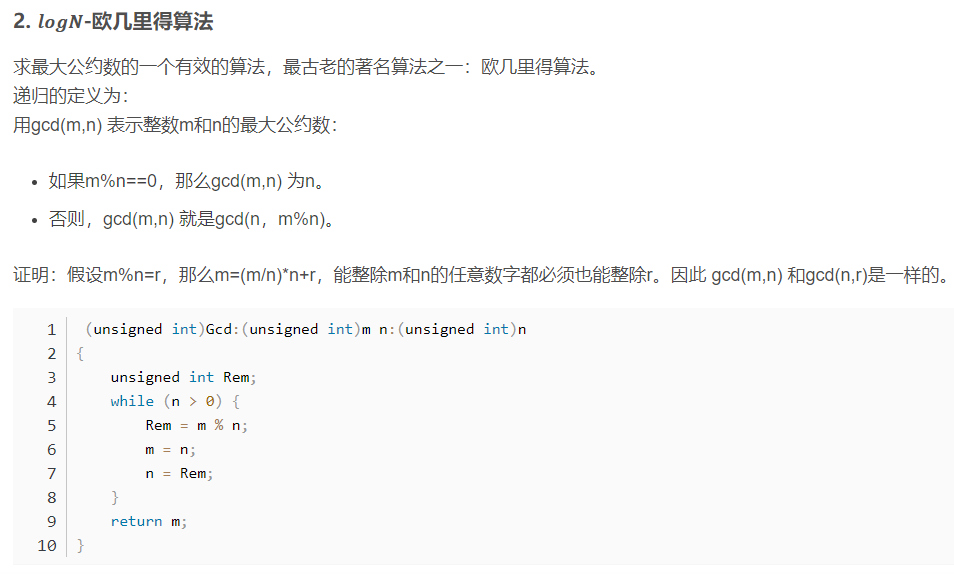 2. logN-欧几里得算法
求最大公约数的一个有效的算法，最古老的著名算法之一：欧几里得算法。
递归的定义为：
用gcd(m,n) 表示整数m和n的最大公约数：
• 如果m%n==0，那么gcd(m,n) 为n。
• 否则，gcd(m,n) 就是gcd(n，m%n)。
证明：假设m%n=r，那么m=(m/n)*n+r，能整除m和n的任意数字都必须也能整除r。因此 gcd(m,n) 和gcd(n,r)是一样的。
1 (unsigned int)Gcd:(unsigned int)m n:(unsigned int)n
2 {
3     unsigned int Rem;
4     while (n > 0) {
5         Rem = m % n;
6         m = n;
7         n = Rem;
8     }
9     return m;
10 }